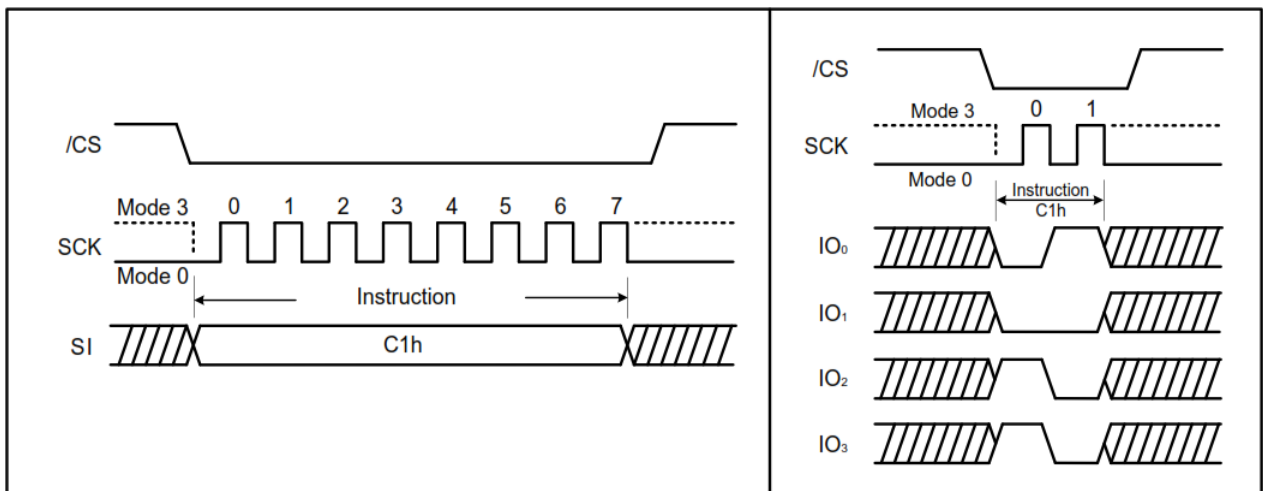 /CS
Mode 3 0 1 2 3 4 5 6 7
SCK
Mode 0
Instruction
SI C1h
/CS
Mode 3 0 1
SCK
Mode 0
Instruction
C1h
IO₀
IO₁
IO₂
IO₃